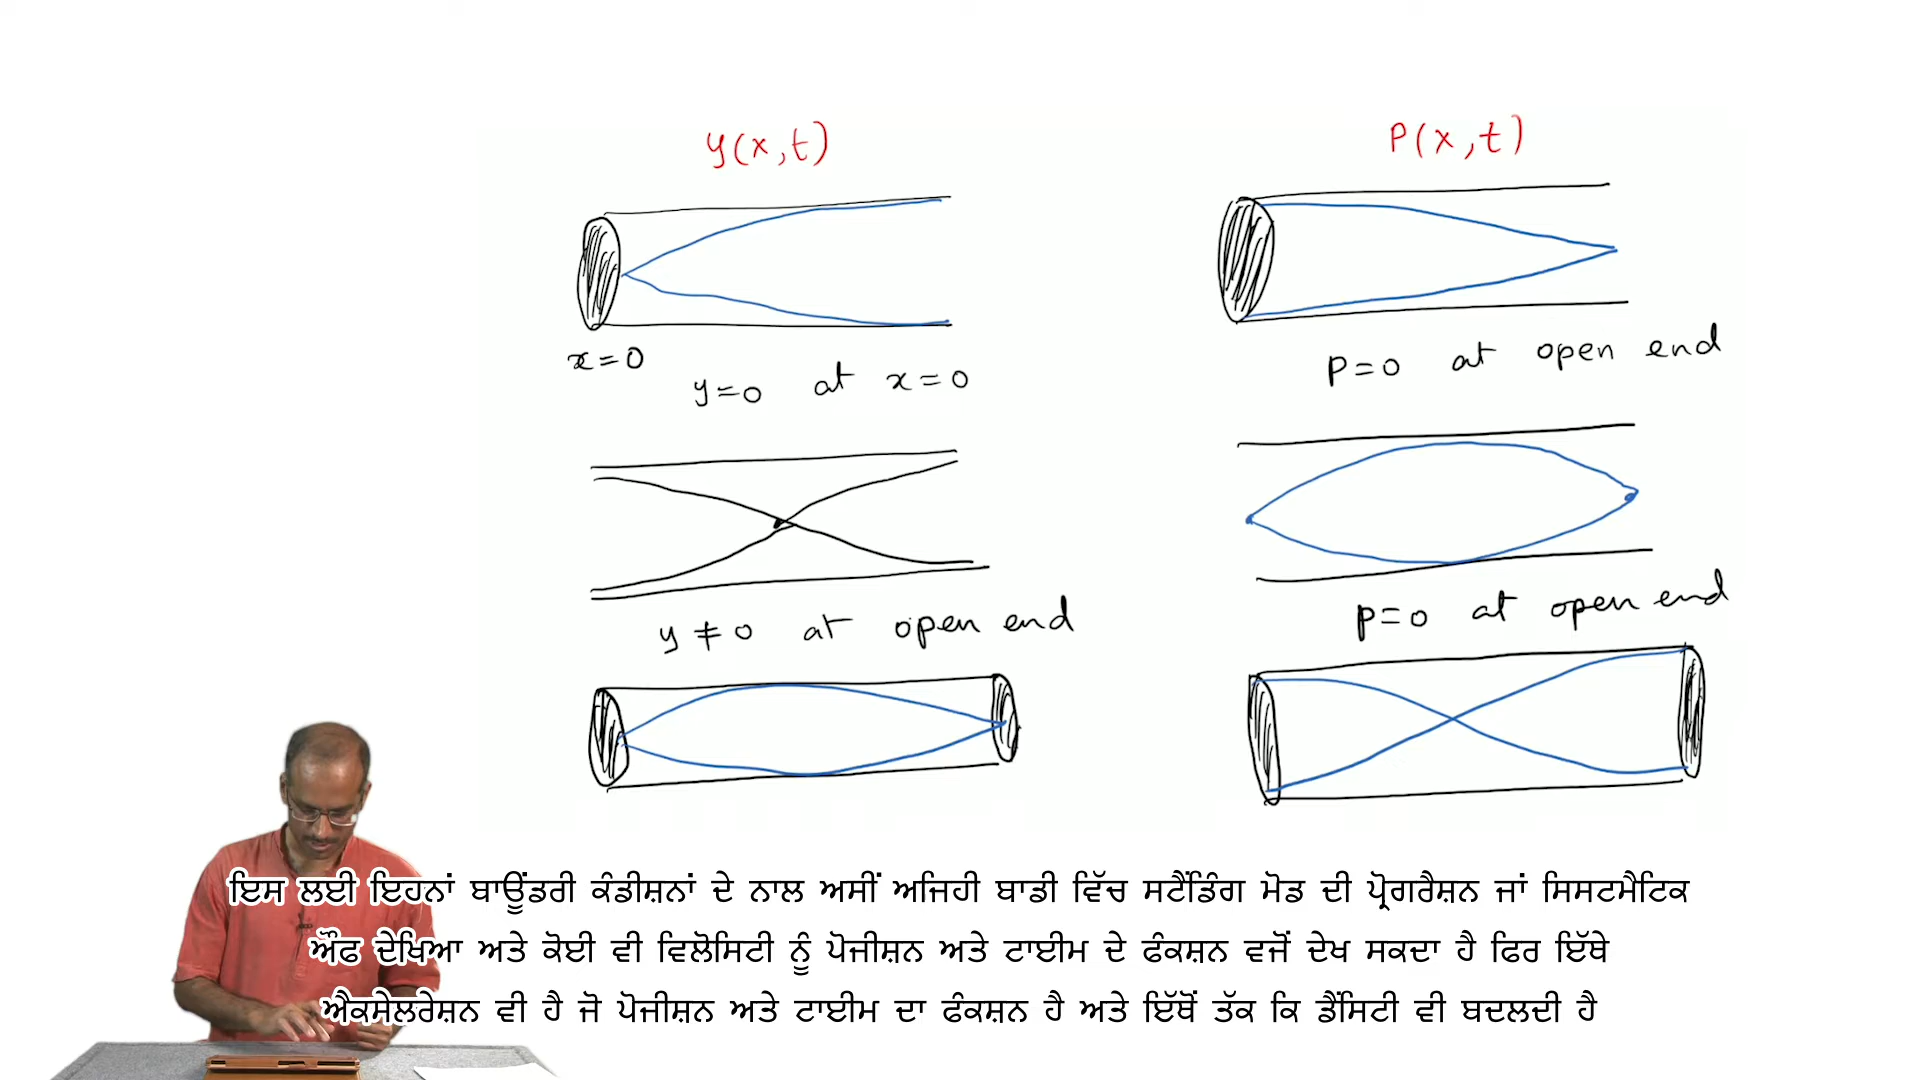 y(x,t)
P(x,t)
x=0
y=0 at x=0
P=0 at open end
y≠0 at open end
p=0 at open end
ਇਸ ਲਈ ਇਹਨਾਂ ਬਾਊਂਡਰੀ ਕੰਡੀਸ਼ਨਾਂ ਦੇ ਨਾਲ ਅਸੀਂ ਅਜਿਹੀ ਬਾਡੀ ਵਿੱਚ ਸਟੈਂਡਿੰਗ ਮੋਡ ਦੀ ਪ੍ਰੋਗਰੈਸ਼ਨ ਜਾਂ ਸਿਸਟਮੈਟਿਕ
ਔਫ ਦੇਖਿਆ ਅਤੇ ਕੋਈ ਵੀ ਵਿਲੋਸਿਟੀ ਨੂੰ ਪੋਜੀਸ਼ਨ ਅਤੇ ਟਾਈਮ ਦੇ ਫੰਕਸ਼ਨ ਵਜੋਂ ਦੇਖ ਸਕਦਾ ਹੈ ਫਿਰ ਇੱਥੇ
ਐਕਸੇਲਰੇਸ਼ਨ ਵੀ ਹੈ ਜੋ ਪੋਜੀਸ਼ਨ ਅਤੇ ਟਾਈਮ ਦਾ ਫੰਕਸ਼ਨ ਹੈ ਅਤੇ ਇੱਥੋਂ ਤੱਕ ਕਿ ਡੈਂਸਿਟੀ ਵੀ ਬਦਲਦੀ ਹੈ